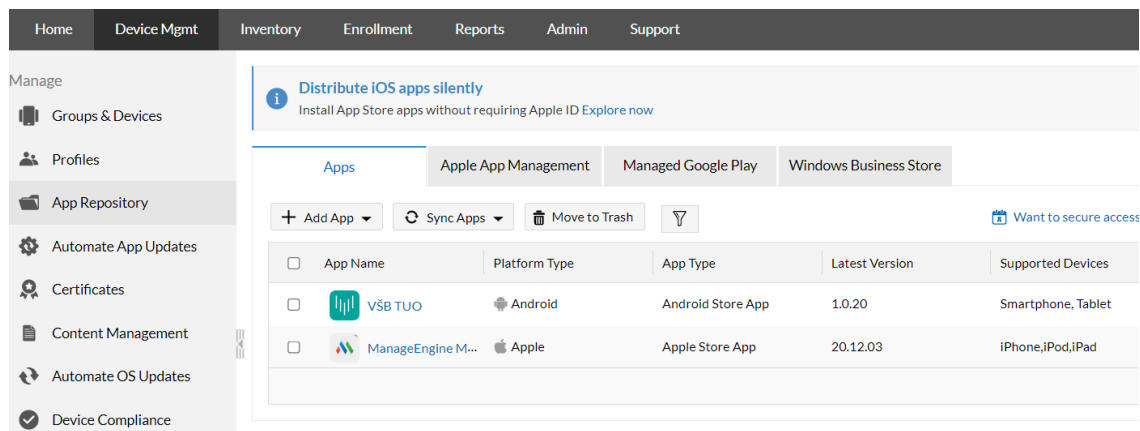 Home Device Mgmt Inventory Enrollment Reports Admin Support
Manage
Groups & Devices
Profiles
App Repository
Automate App Updates
Certificates
Content Management
Automate OS Updates
Device Compliance
Distribute iOS apps silently
Install App Store apps without requiring Apple ID Explore now
Apps Apple App Management Managed Google Play Windows Business Store
Add App Sync Apps Move to Trash Want to secure access
App Name Platform Type App Type Latest Version Supported Devices
VŠB TUO Android Android Store App 1.0.20 Smartphone, Tablet
ManageEngine M... Apple Apple Store App 20.12.03 iPhone,iPod,iPad